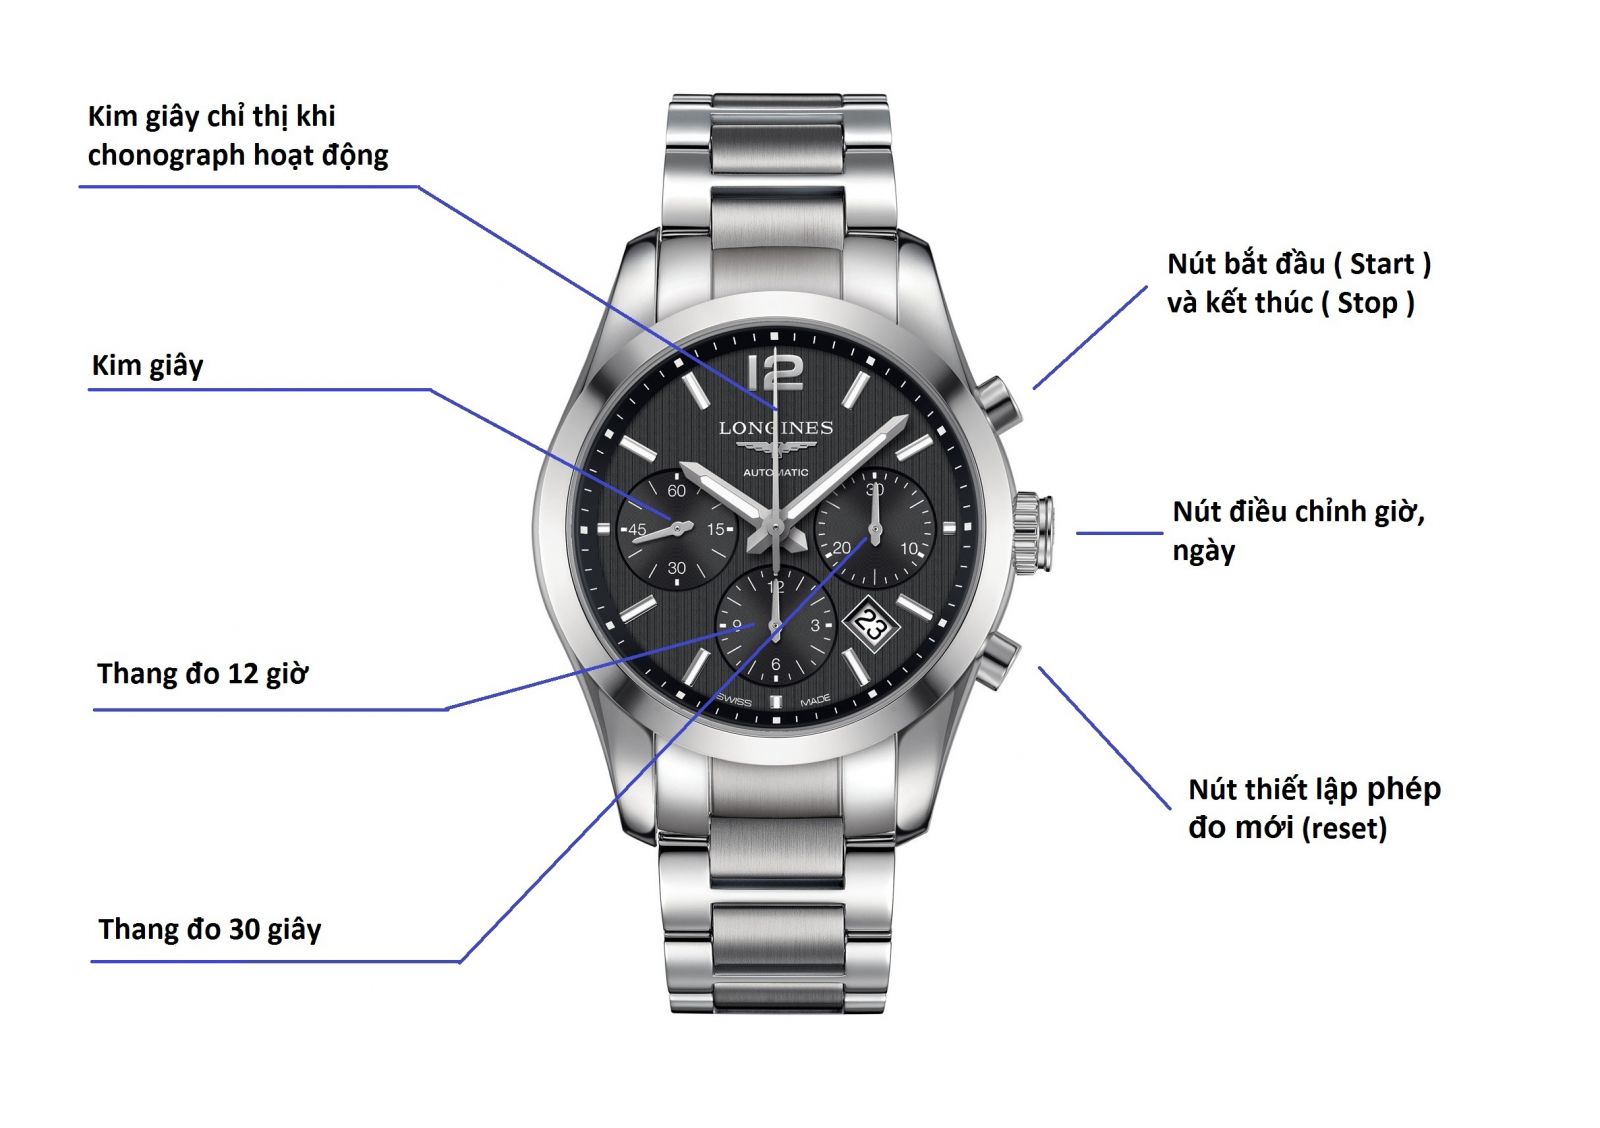 Kim giây chỉ thị khi
chonograph hoạt động
Kim giây
Thang đo 12 giờ
Thang đo 30 giây
12
LONGINES
AUTOMATIC
60
45
15
30
30
20
10
12
9
3
6
23
SWISS MADE
Nút bắt đầu ( Start )
và kết thúc ( Stop )
Nút điều chỉnh giờ,
ngày
Nút thiết lập phép
đo mới (reset)